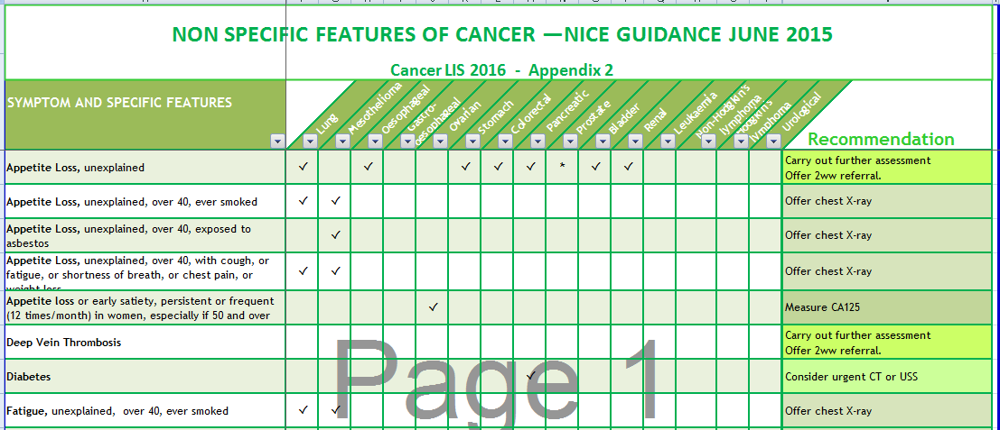 NON SPECIFIC FEATURES OF CANCER —NICE GUIDANCE JUNE 2015
Cancer LIS 2016 - Appendix 2
SYMPTOM AND SPECIFIC FEATURES
Lung
Mesothelioma
Oesophageal
Gastro-
oesophageal
Ovarian
Stomach
Colorectal
Pancreatic
Prostate
Bladder
Renal
Leukaemia
Non-Hodgkin's
lymphoma
Hodgkin's
lymphoma
Urological
Recommendation
Appetite Loss, unexplained ✓ ✓ ✓ ✓ ✓ * ✓ ✓ Carry out further assessment
Offer 2ww referral.
Appetite Loss, unexplained, over 40, ever smoked ✓ ✓ Offer chest X-ray
Appetite Loss, unexplained, over 40, exposed to
asbestos ✓ Offer chest X-ray
Appetite Loss, unexplained, over 40, with cough, or
fatigue, or shortness of breath, or chest pain, or ✓ ✓ Offer chest X-ray
weight loss
Appetite loss or early satiety, persistent or frequent
(12 times/month) in women, especially if 50 and over ✓ Measure CA125
Deep Vein Thrombosis Carry out further assessment
Offer 2ww referral.
Diabetes ✓ Consider urgent CT or USS
Fatigue, unexplained, over 40, ever smoked ✓ ✓ Offer chest X-ray
Page 1